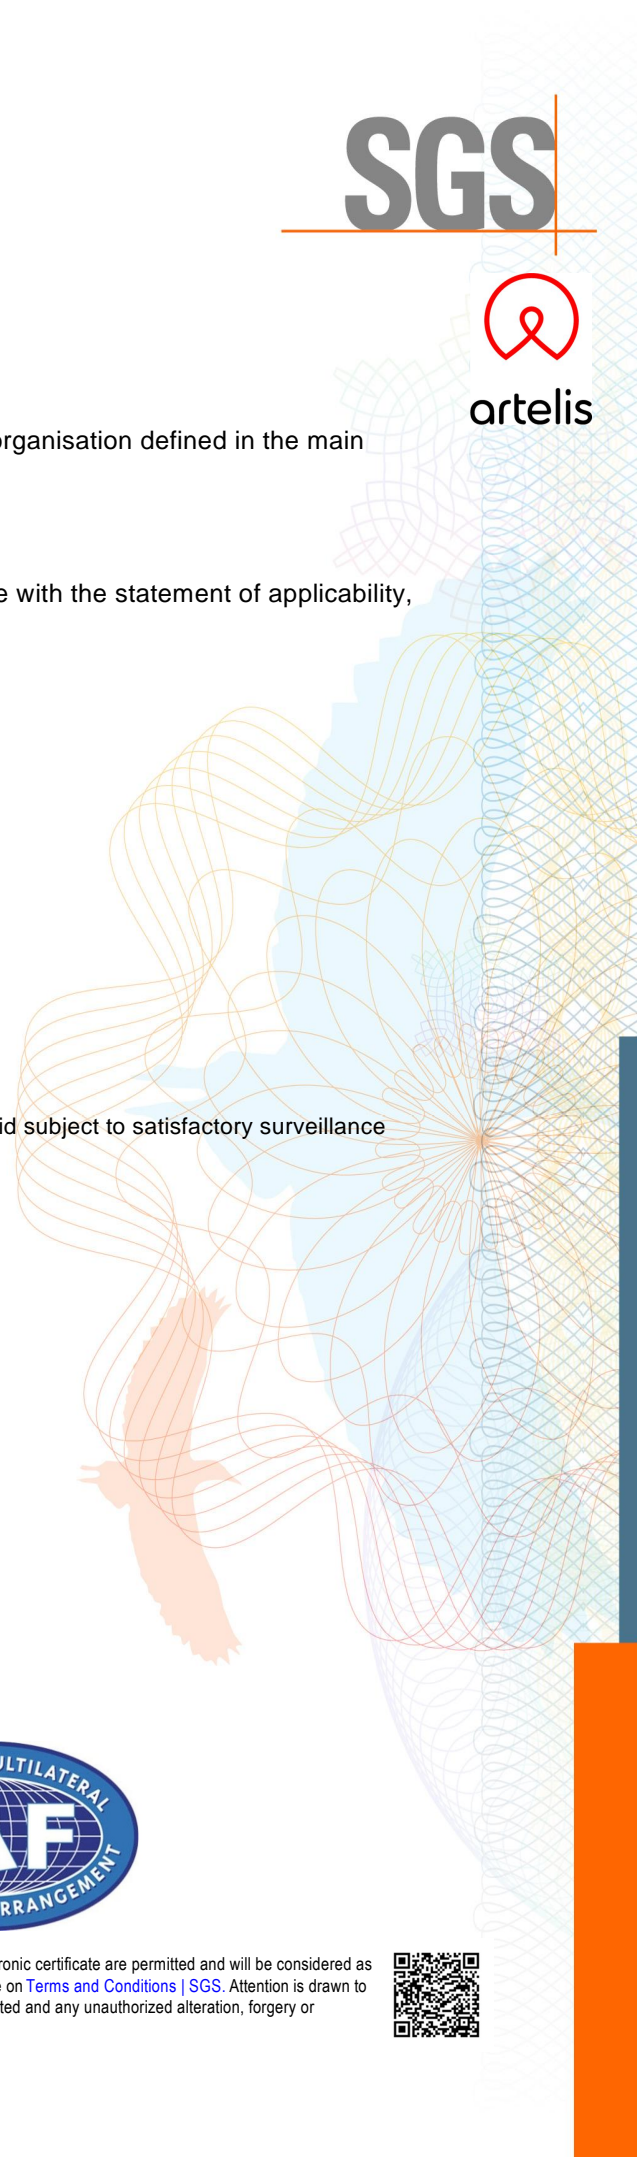 SGS
artelis
organisation defined in the main
e with the statement of applicability,
id subject to satisfactory surveillance
ULTILATERAL
AF
RRANGEMENT
ronic certificate are permitted and will be considered as
e on Terms and Conditions | SGS. Attention is drawn to
ted and any unauthorized alteration, forgery or